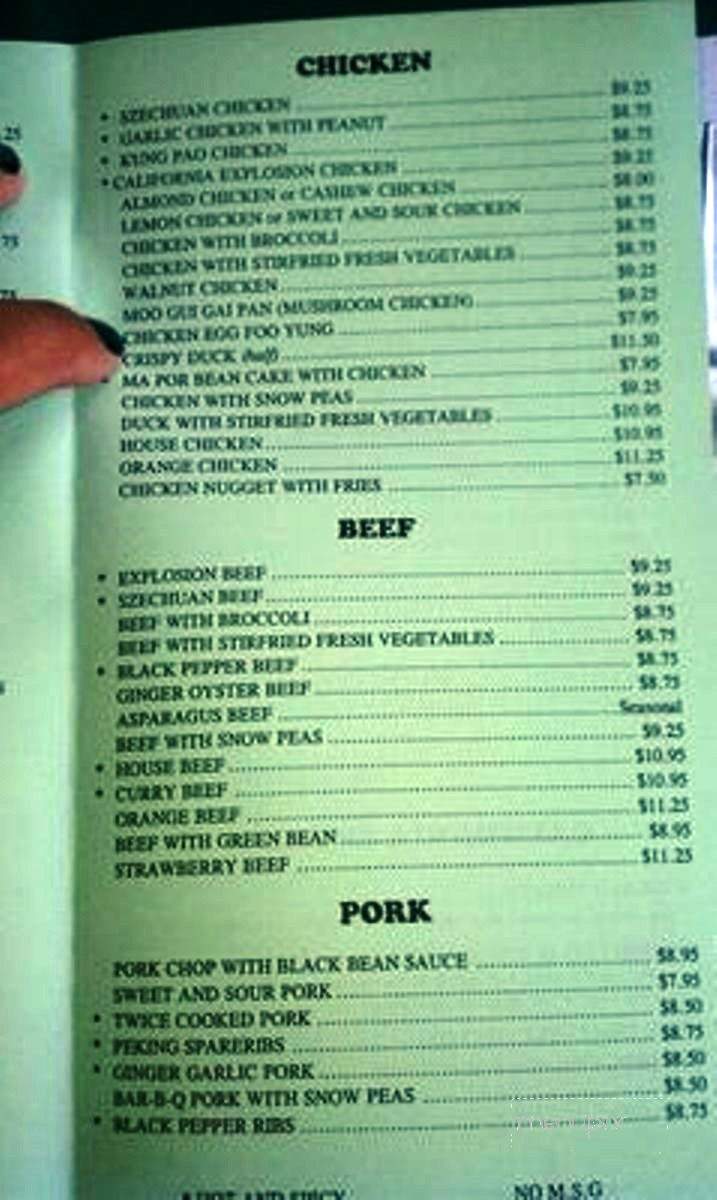 .25
75
75
CHICKEN
* SZECHUAN CHICKEN $9.25
* GARLIC CHICKEN WITH PEANUT $8.75
* KUNG PAO CHICKEN $8.75
* CALIFORNIA EXPLOSION CHICKEN $9.25
ALMOND CHICKEN or CASHEW CHICKEN $8.00
LEMON CHICKEN or SWEET AND SOUR CHICKEN $8.75
CHICKEN WITH BROCCOLI $8.75
CHICKEN WITH STIRFRIED FRESH VEGETABLES $8.75
WALNUT CHICKEN $9.25
MOO GUI GAI PAN (MUSHROOM CHICKEN) $9.25
CHICKEN EGG FOO YUNG $7.95
CRISPY DUCK (half) $11.50
MA POR BEAN CAKE WITH CHICKEN $7.95
CHICKEN WITH SNOW PEAS $9.25
DUCK WITH STIRFRIED FRESH VEGETABLES $10.95
HOUSE CHICKEN $10.95
ORANGE CHICKEN $11.25
CHICKEN NUGGET WITH FRIES $7.50
BEEF
* EXPLOSION BEEF $9.25
* SZECHUAN BEEF $9.25
BEEF WITH BROCCOLI $8.75
BEEF WITH STIRFRIED FRESH VEGETABLES $8.75
* BLACK PEPPER BEEF $8.75
GINGER OYSTER BEEF $8.75
ASPARAGUS BEEF Seasonal
BEEF WITH SNOW PEAS $9.25
* HOUSE BEEF $10.95
* CURRY BEEF $10.95
ORANGE BEEF $11.25
BEEF WITH GREEN BEAN $8.95
STRAWBERRY BEEF $11.25
PORK
PORK CHOP WITH BLACK BEAN SAUCE $8.95
SWEET AND SOUR PORK $7.95
* TWICE COOKED PORK $8.50
* PEKING SPARERIBS $8.75
* GINGER GARLIC PORK $8.50
BAR-B-Q PORK WITH SNOW PEAS $8.50
* BLACK PEPPER RIBS $8.75
HOT AND SPICY NO M.S.G